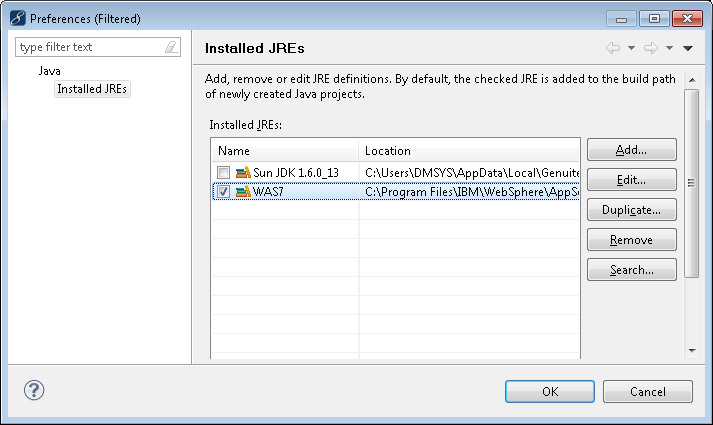 Preferences (Filtered)
type filter text
Java
Installed JREs
Installed JREs
Add, remove or edit JRE definitions. By default, the checked JRE is added to the build path
of newly created Java projects.
Installed JREs:
Name Location
Sun JDK 1.6.0_13 C:\Users\DMSYS\AppData\Local\Genuite
WAS7 C:\Program Files\IBM\WebSphere\AppSe
Add...
Edit...
Duplicate...
Remove
Search...
OK Cancel